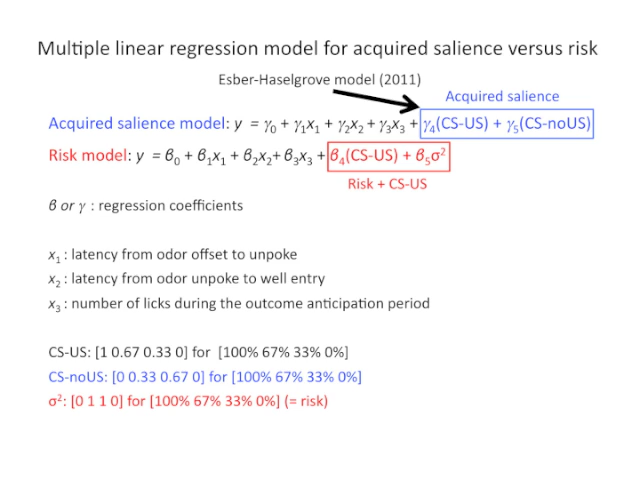 Multiple linear regression model for acquired salience versus risk
Esber-Haselgrove model (2011)
Acquired salience
Acquired salience model: y = γ₀ + γ₁x₁ + γ₂x₂ + γ₃x₃ + γ₄(CS-US) + γ₅(CS-noUS)
Risk model: y = β₀ + β₁x₁ + β₂x₂+ β₃x₃ + β₄(CS-US) + β₅σ²
Risk + CS-US
β or γ : regression coefficients
x₁ : latency from odor offset to unpoke
x₂ : latency from odor unpoke to well entry
x₃ : number of licks during the outcome anticipation period
CS-US: [1 0.67 0.33 0] for [100% 67% 33% 0%]
CS-noUS: [0 0.33 0.67 0] for [100% 67% 33% 0%]
σ²: [0 1 1 0] for [100% 67% 33% 0%] (= risk)